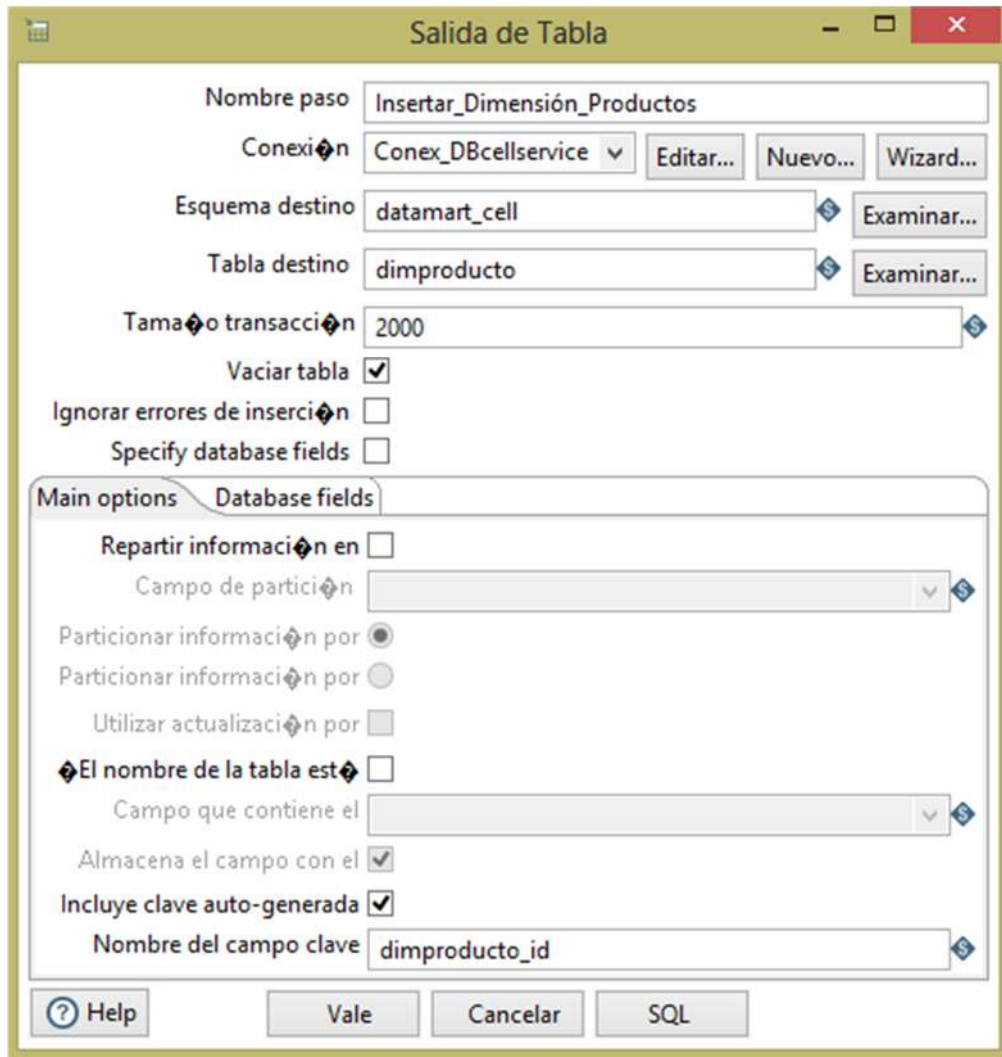 Salida de Tabla
Nombre paso Insertar_Dimensión_Productos
Conexi�n Conex_DBcellservice Editar... Nuevo... Wizard...
Esquema destino datamart_cell Examinar...
Tabla destino dimproducto Examinar...
Tama�o transacci�n 2000
Vaciar tabla
Ignorar errores de inserci�n
Specify database fields
Main options Database fields
Repartir informaci�n en
Campo de partici�n
Particionar informaci�n por
Particionar informaci�n por
Utilizar actualizaci�n por
�El nombre de la tabla est�
Campo que contiene el
Almacena el campo con el
Incluye clave auto-generada
Nombre del campo clave dimproducto_id
Help Vale Cancelar SQL